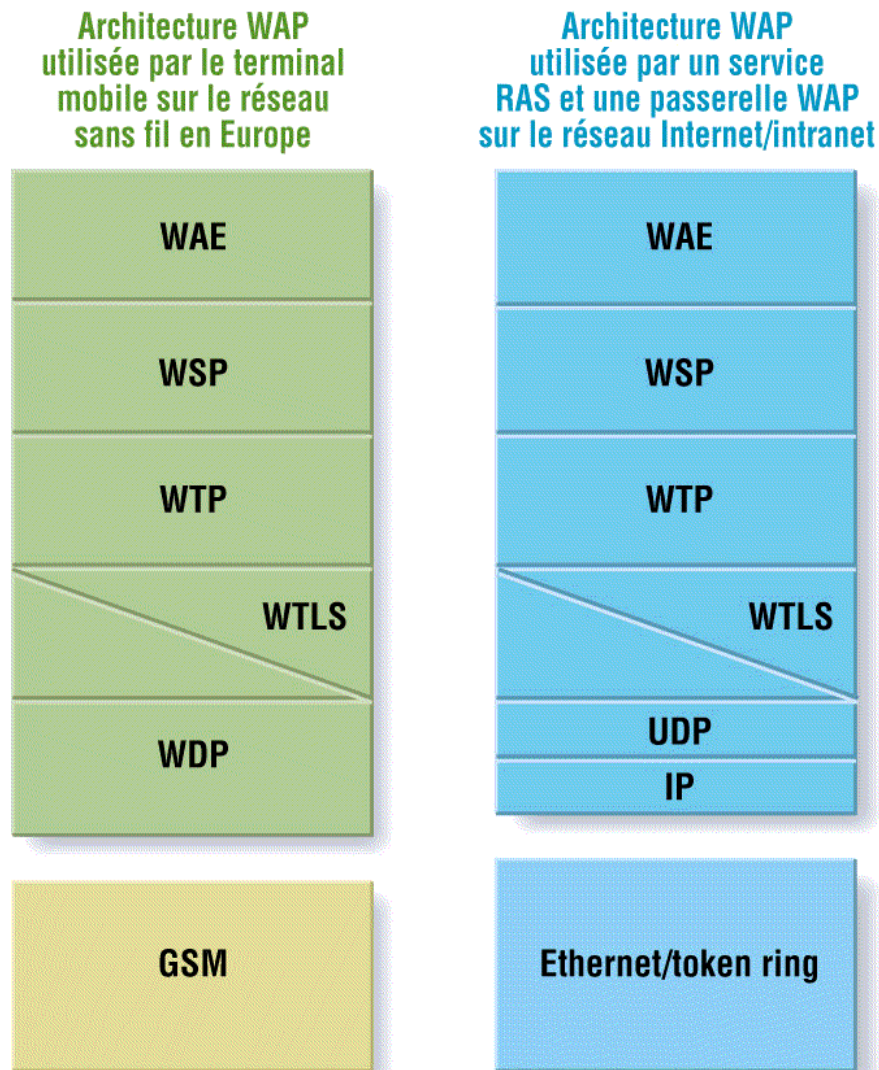 Architecture WAP
utilisée par le terminal
mobile sur le réseau
sans fil en Europe
WAE
WSP
WTP
WTLS
WDP
GSM
Architecture WAP
utilisée par un service
RAS et une passerelle WAP
sur le réseau Internet/intranet
WAE
WSP
WTP
WTLS
UDP
IP
Ethernet/token ring